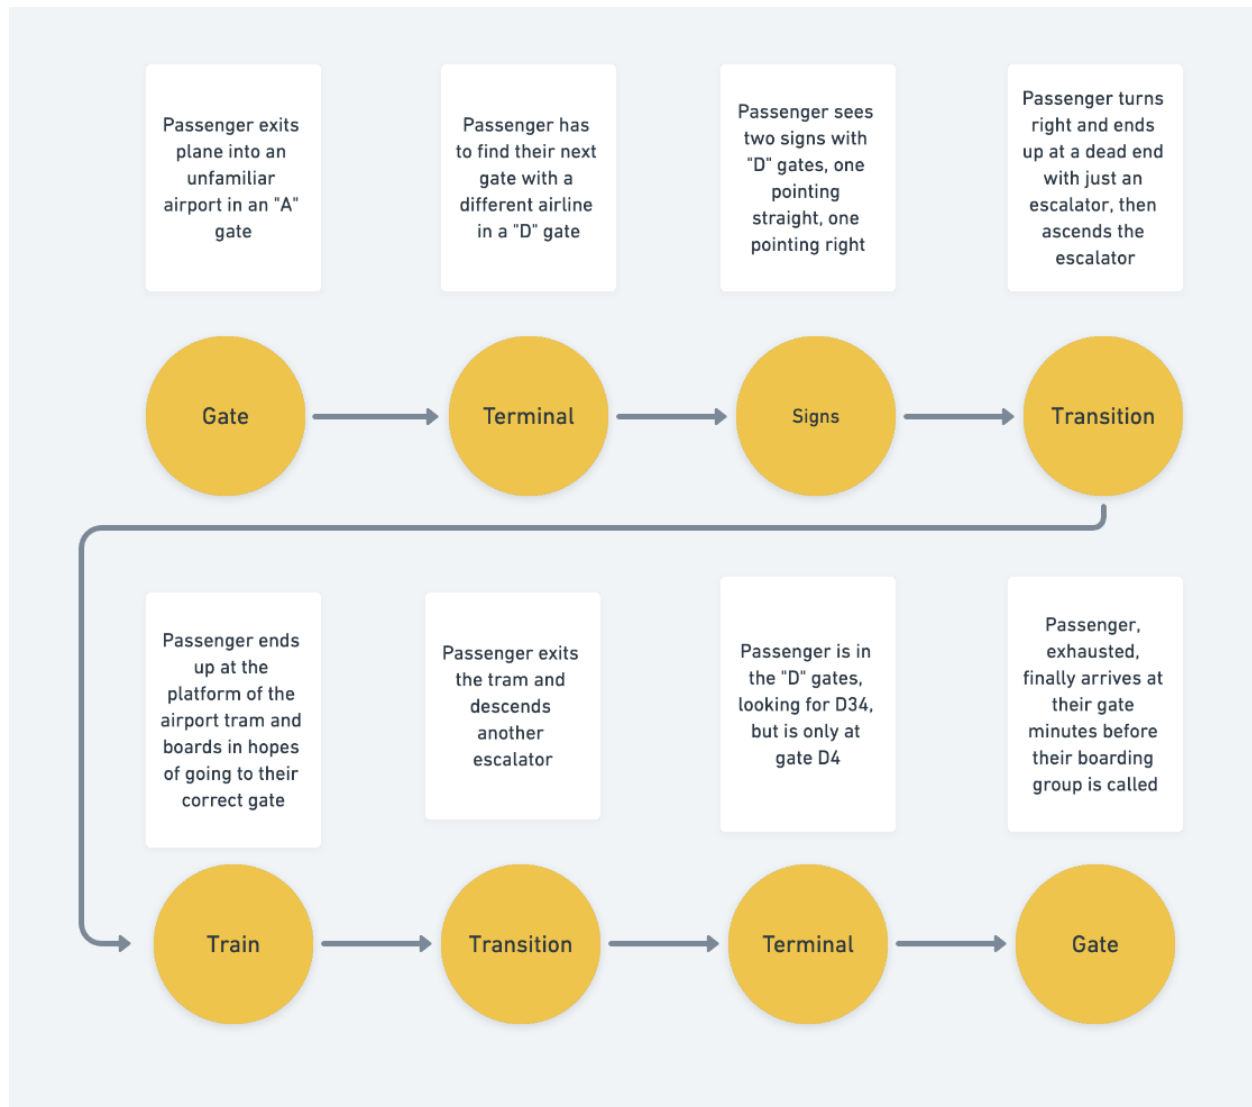 Passenger exits
plane into an
unfamiliar
airport in an "A"
gate
Passenger has
to find their next
gate with a
different airline
in a "D" gate
Passenger sees
two signs with
"D" gates, one
pointing
straight, one
pointing right
Passenger turns
right and ends
up at a dead end
with just an
escalator, then
ascends the
escalator
Gate
Terminal
Signs
Transition
Passenger ends
up at the
platform of the
airport tram and
boards in hopes
of going to their
correct gate
Passenger exits
the tram and
descends
another
escalator
Passenger is in
the "D" gates,
looking for D34,
but is only at
gate D4
Passenger,
exhausted,
finally arrives at
their gate
minutes before
their boarding
group is called
Train
Transition
Terminal
Gate